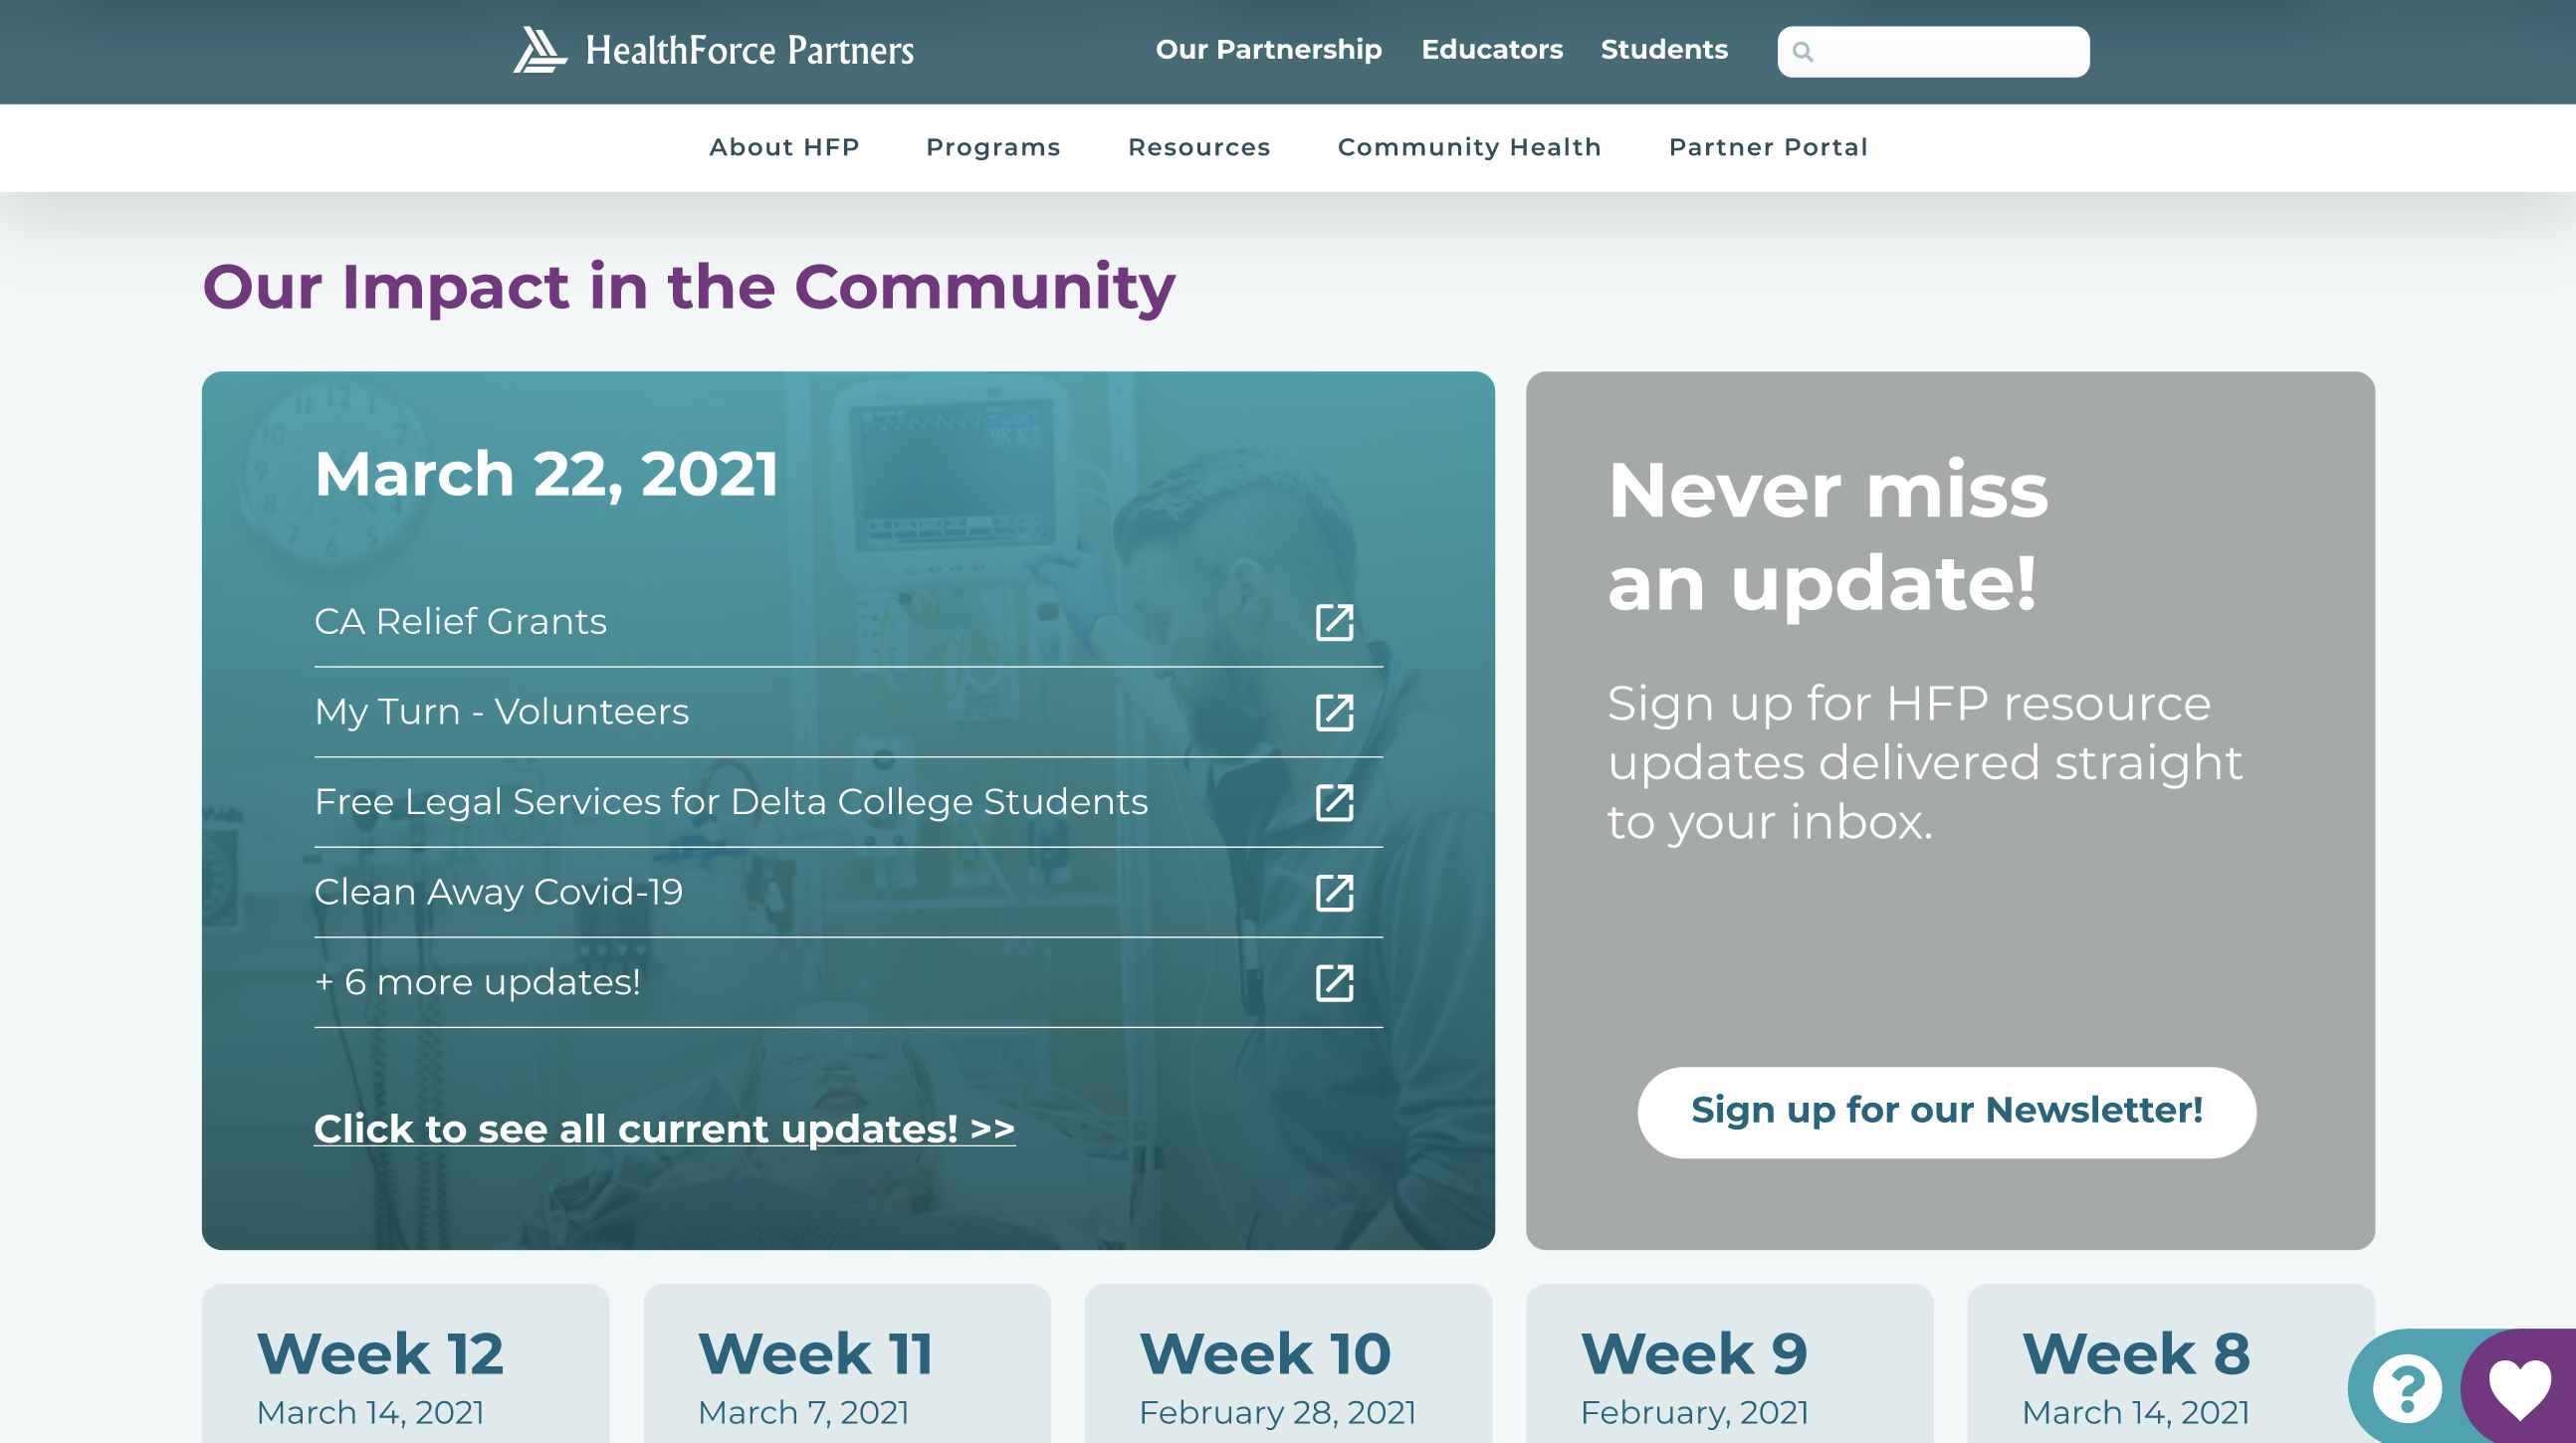 HealthForce Partners
Our Partnership
Educators
Students
About HFP
Programs
Resources
Community Health
Partner Portal
Our Impact in the Community
March 22, 2021
CA Relief Grants
My Turn - Volunteers
Free Legal Services for Delta College Students
Clean Away Covid-19
+ 6 more updates!
Click to see all current updates! >>
Never miss
an update!
Sign up for HFP resource
updates delivered straight
to your inbox.
Sign up for our Newsletter!
Week 12
March 14, 2021
Week 11
March 7, 2021
Week 10
February 28, 2021
Week 9
February, 2021
Week 8
March 14, 2021